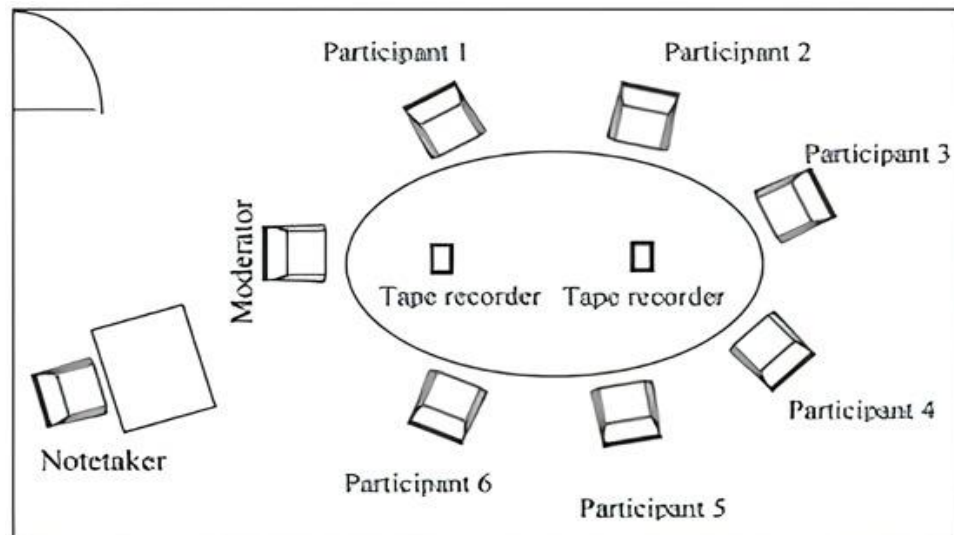 Participant 1
Participant 2
Participant 3
Moderator
Tape recorder
Tape recorder
Participant 4
Notetaker
Participant 6
Participant 5